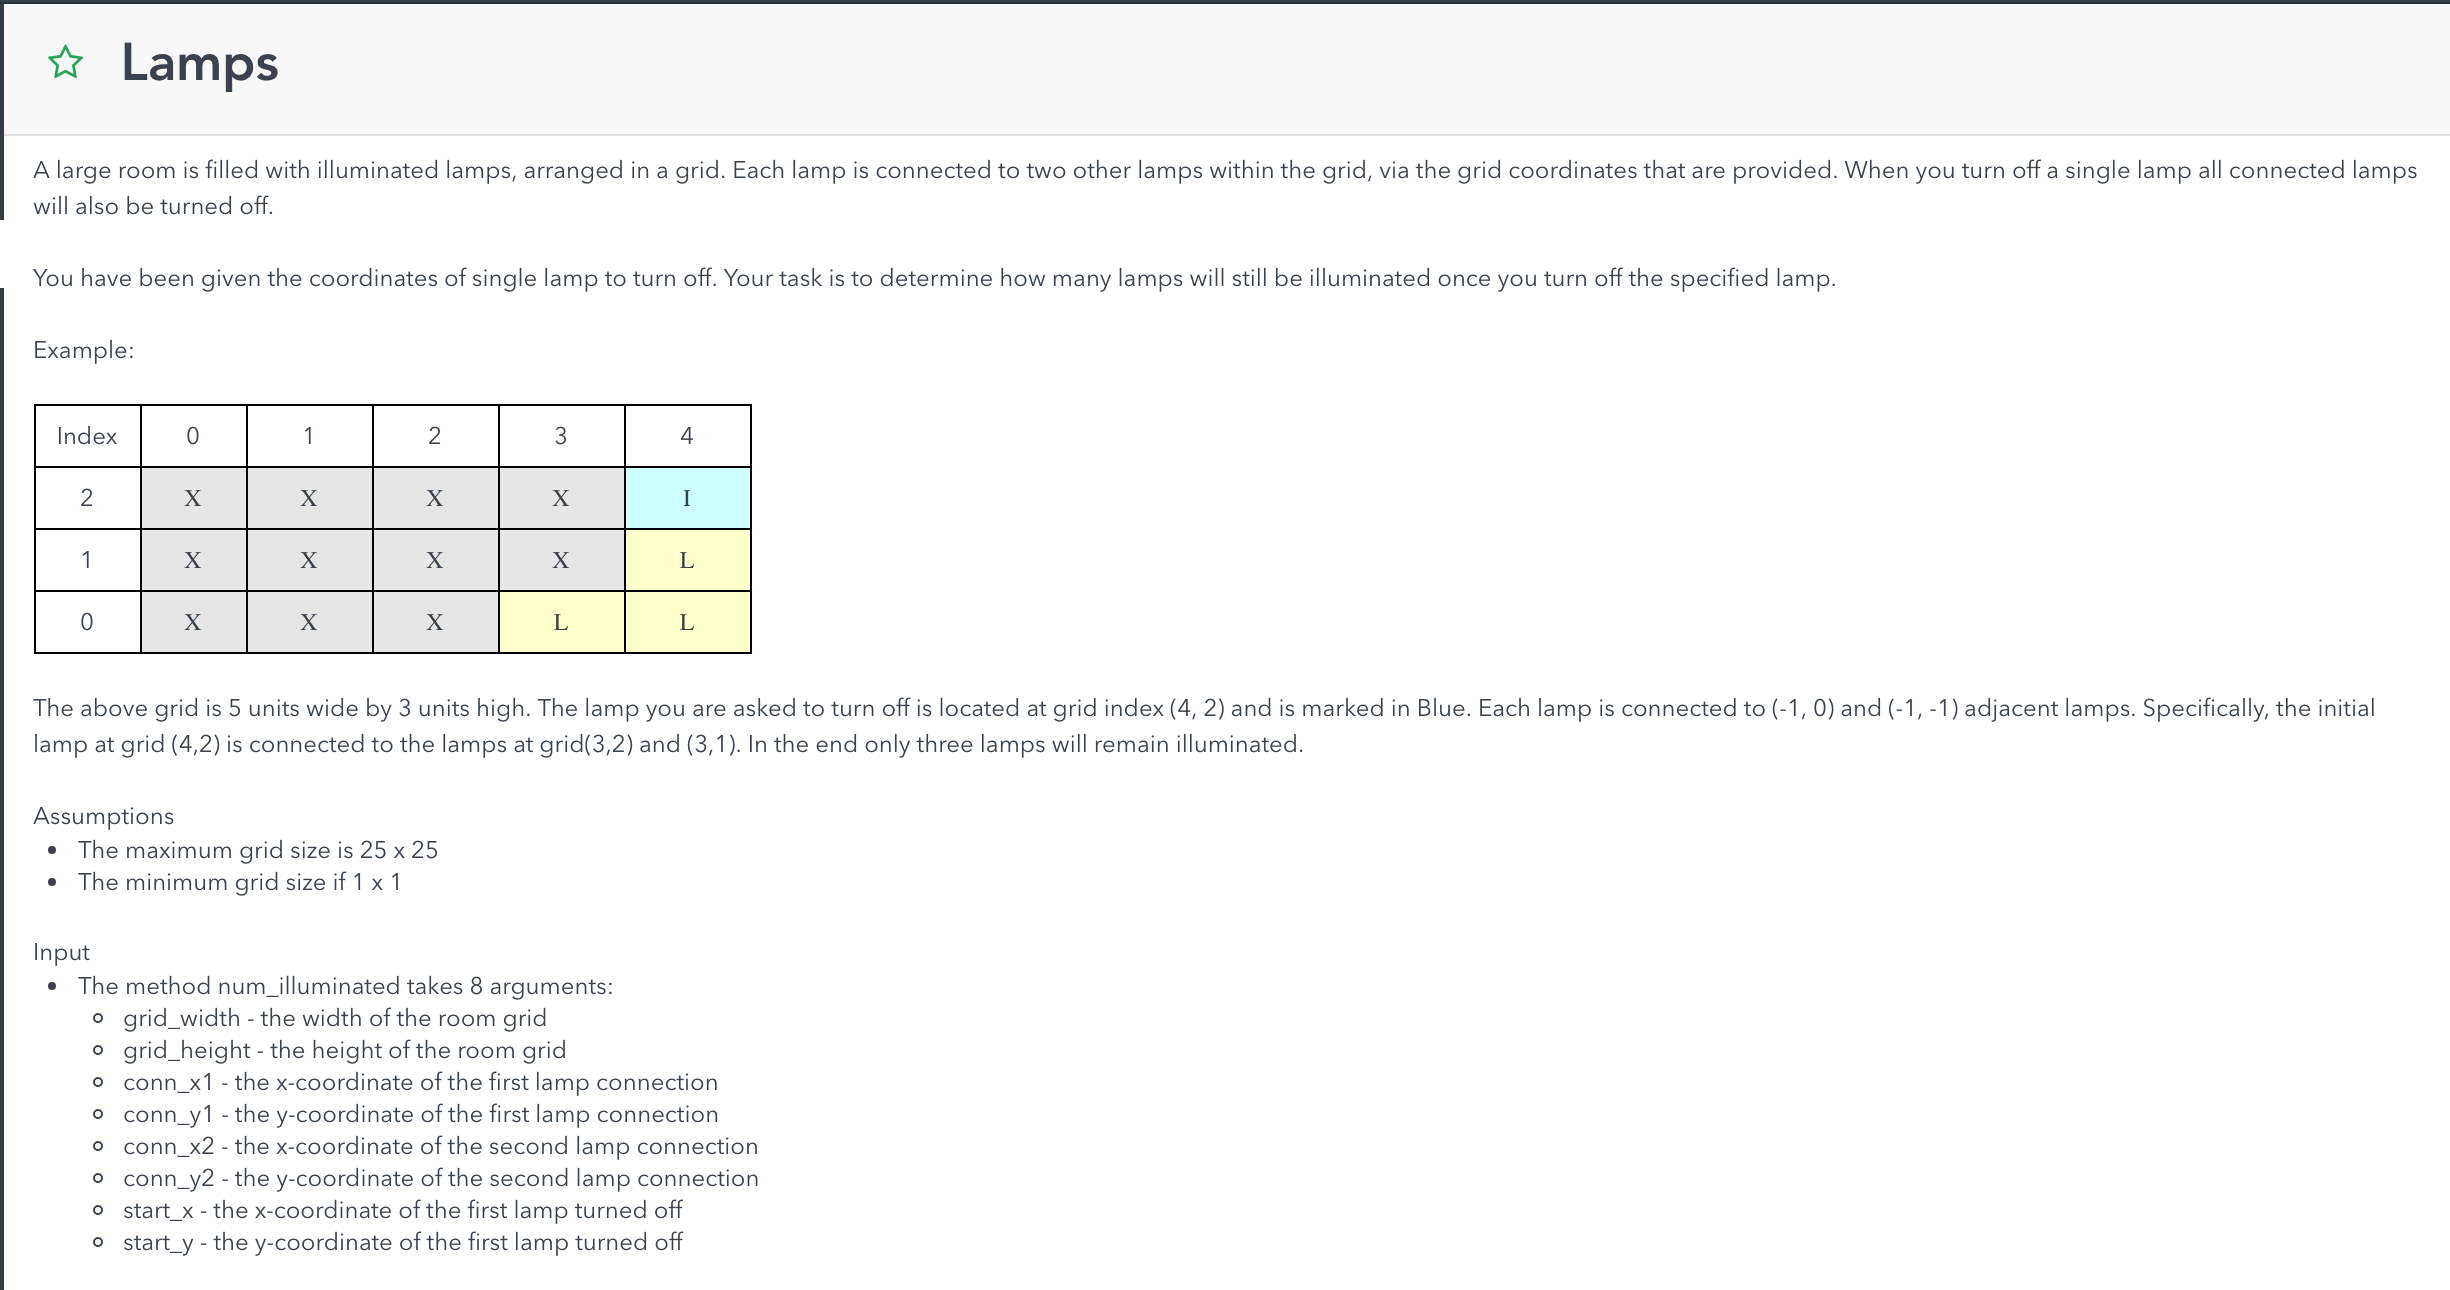 Lamps
A large room is filled with illuminated lamps, arranged in a grid. Each lamp is connected to two other lamps within the grid, via the grid coordinates that are provided. When you turn off a single lamp all connected lamps
will also be turned off.
You have been given the coordinates of single lamp to turn off. Your task is to determine how many lamps will still be illuminated once you turn off the specified lamp.
Example:
Index 0 1 2 3 4
2 X X X X I
1 X X X X L
0 X X X L L
The above grid is 5 units wide by 3 units high. The lamp you are asked to turn off is located at grid index (4, 2) and is marked in Blue. Each lamp is connected to (-1, 0) and (-1, -1) adjacent lamps. Specifically, the initial
lamp at grid (4,2) is connected to the lamps at grid(3,2) and (3,1). In the end only three lamps will remain illuminated.
Assumptions
• The maximum grid size is 25 x 25
• The minimum grid size if 1 x 1
Input
• The method num_illuminated takes 8 arguments:
◦ grid_width - the width of the room grid
◦ grid_height - the height of the room grid
◦ conn_x1 - the x-coordinate of the first lamp connection
◦ conn_y1 - the y-coordinate of the first lamp connection
◦ conn_x2 - the x-coordinate of the second lamp connection
◦ conn_y2 - the y-coordinate of the second lamp connection
◦ start_x - the x-coordinate of the first lamp turned off
◦ start_y - the y-coordinate of the first lamp turned off